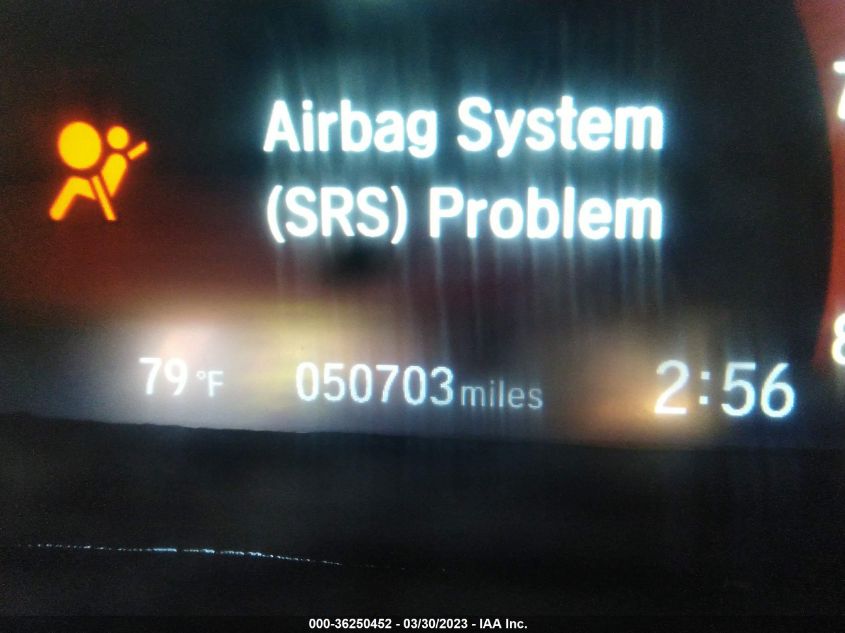 Airbag System
(SRS) Problem
79 °F 050703 miles 2:56
000-36250452 - 03/30/2023 - IAA Inc.